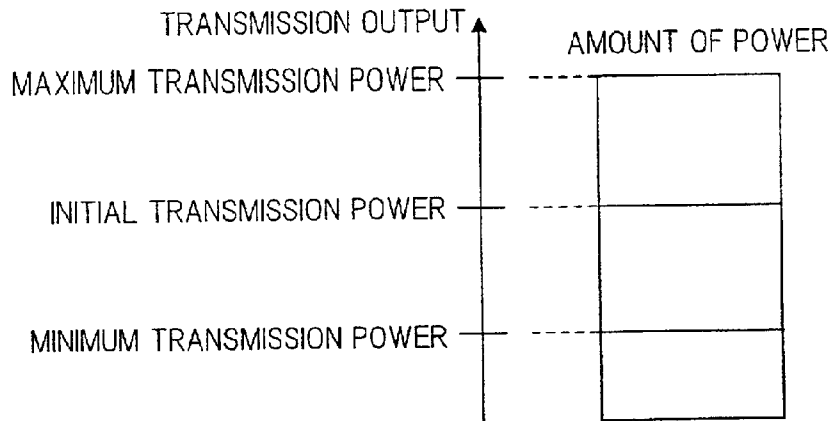 TRANSMISSION OUTPUT
AMOUNT OF POWER
MAXIMUM TRANSMISSION POWER
INITIAL TRANSMISSION POWER
MINIMUM TRANSMISSION POWER